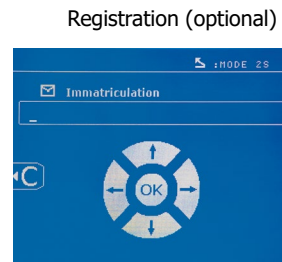 Registration (optional)
:MODE 2S
Immatriculation
_
C
OK